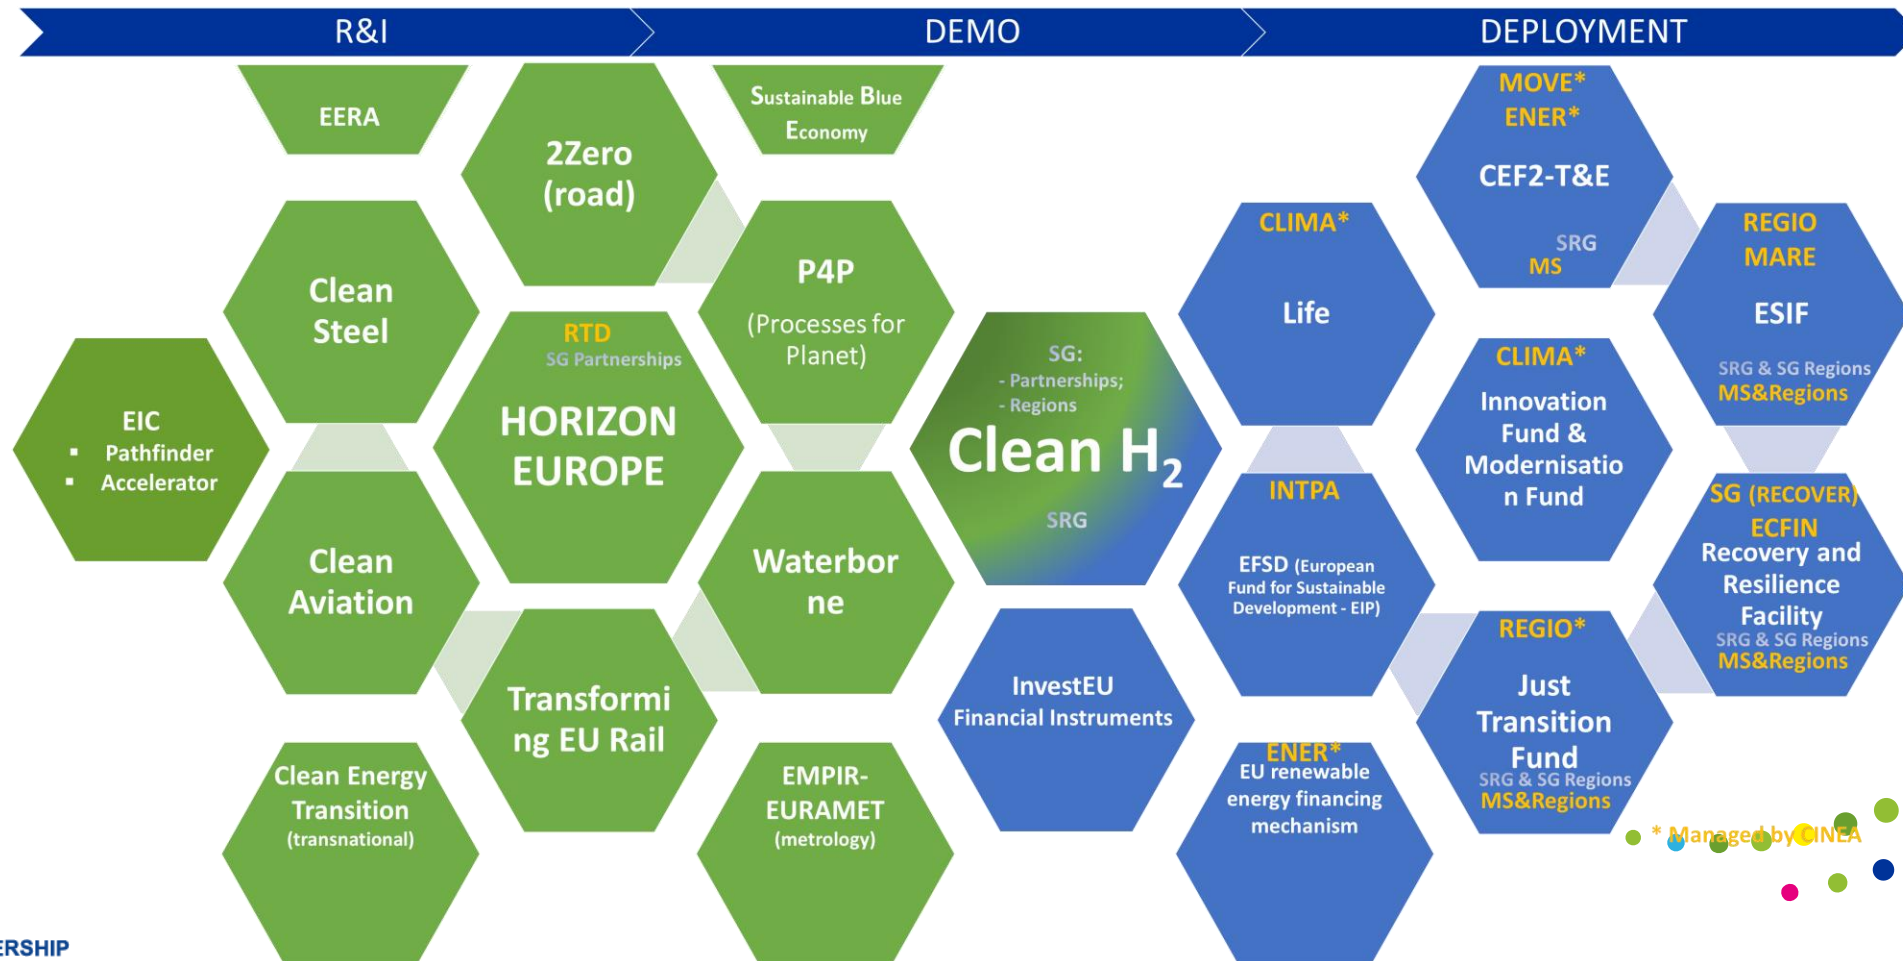 R&I
DEMO
DEPLOYMENT
EERA
2Zero
(road)
Sustainable Blue
Economy
MOVE*
ENER*
CEF2-T&E
SRG
MS
Clean
Steel
P4P
(Processes for
Planet)
CLIMA*
Life
REGIO
MARE
ESIF
SRG & SG Regions
MS&Regions
EIC
▪ Pathfinder
▪ Accelerator
RTD
SG Partnerships
HORIZON
EUROPE
SG:
- Partnerships;
- Regions
Clean H₂
SRG
CLIMA*
Innovation
Fund &
Modernisatio
n Fund
Clean
Aviation
Waterbor
ne
INTPA
EFSD (European
Fund for Sustainable
Development - EIP)
SG (RECOVER)
ECFIN
Recovery and
Resilience
Facility
SRG & SG Regions
MS&Regions
Transformi
ng EU Rail
InvestEU
Financial Instruments
REGIO*
Just
Transition
Fund
SRG & SG Regions
MS&Regions
Clean Energy
Transition
(transnational)
EMPIR-
EURAMET
(metrology)
ENER*
EU renewable
energy financing
mechanism
* Managed by CINEA
ERSHIP